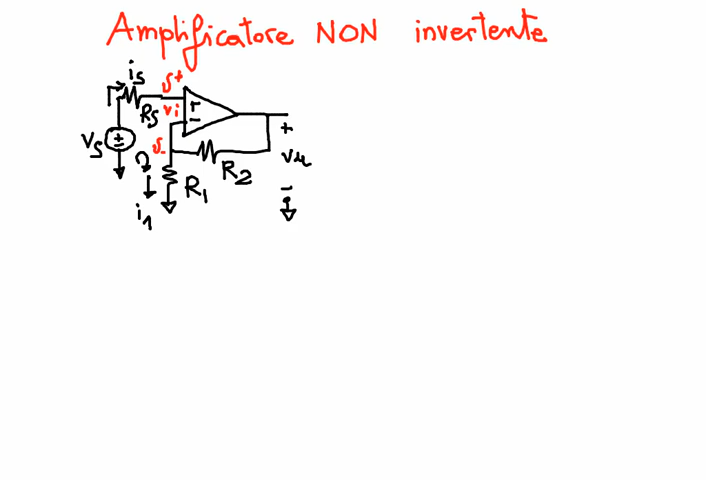 Amplificatore NON invertente
is v+
Rs vi + -
vs ± v-
R2 + vu -
R1
i1